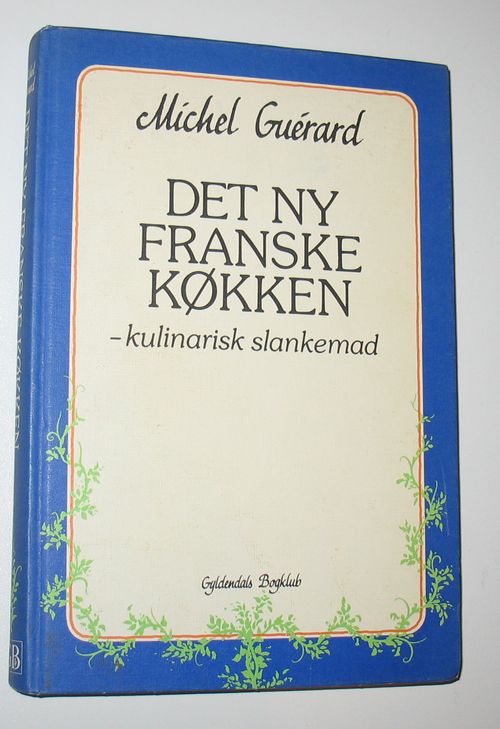 Michel Guérard
DET NY
FRANSKE
KØKKEN
–kulinarisk slankemad
Gyldendals Bogklub